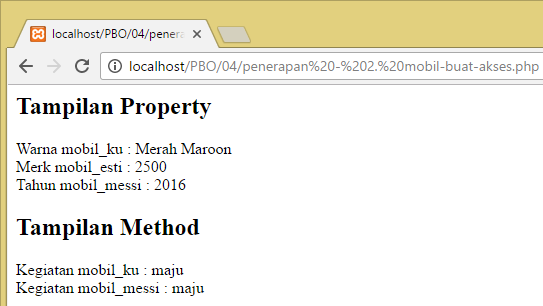 localhost/PBO/04/penera
localhost/PBO/04/penerapan%20-%202.%20mobil-buat-akses.php
Tampilan Property
Warna mobil_ku : Merah Maroon
Merk mobil_esti : 2500
Tahun mobil_messi : 2016
Tampilan Method
Kegiatan mobil_ku : maju
Kegiatan mobil_messi : maju